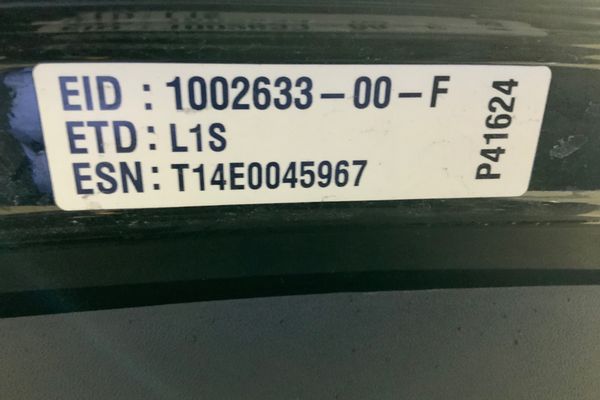 EID : 1002633-00-F
ETD : L1S
ESN : T14E0045967
P41624